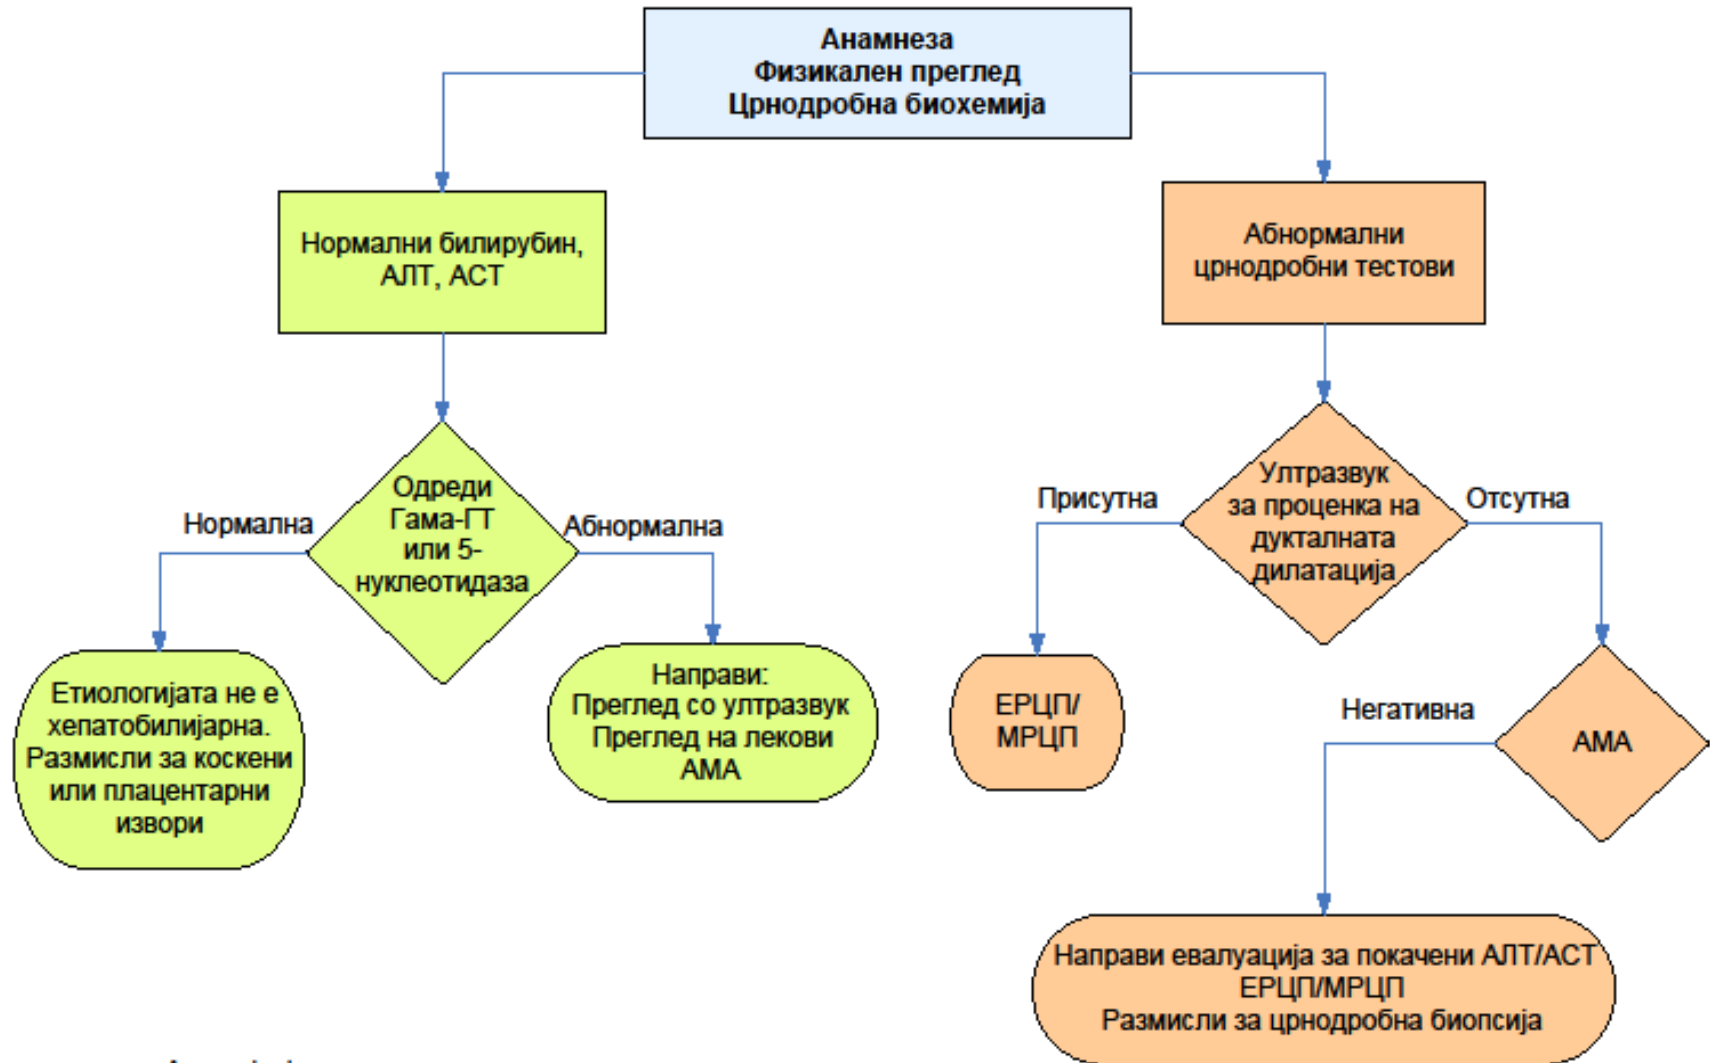 Анамнеза
Физикален преглед
Црнодробна биохемија
Нормални билирубин,
АЛТ, АСТ
Абнормални
црнодробни тестови
Одреди
Гама-ГТ
или 5-
нуклеотидаза
Нормална
Абнормална
Ултразвук
за проценка на
дукталната
дилатација
Присутна
Отсутна
Етиологијата не е
хепатобилијарна.
Размисли за коскени
или плацентарни
извори
Направи:
Преглед со ултразвук
Преглед на лекови
АМА
ЕРЦП/
МРЦП
Негативна
АМА
Направи евалуација за покачени АЛТ/АСТ
ЕРЦП/МРЦП
Размисли за црнодробна биопсија